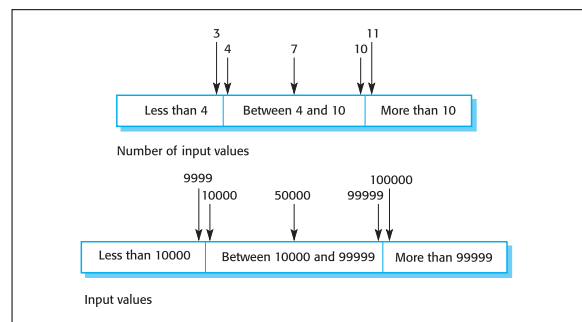 3 11
4 7 10
Less than 4 Between 4 and 10 More than 10
Number of input values
9999 100000
10000 50000 99999
Less than 10000 Between 10000 and 99999 More than 99999
Input values